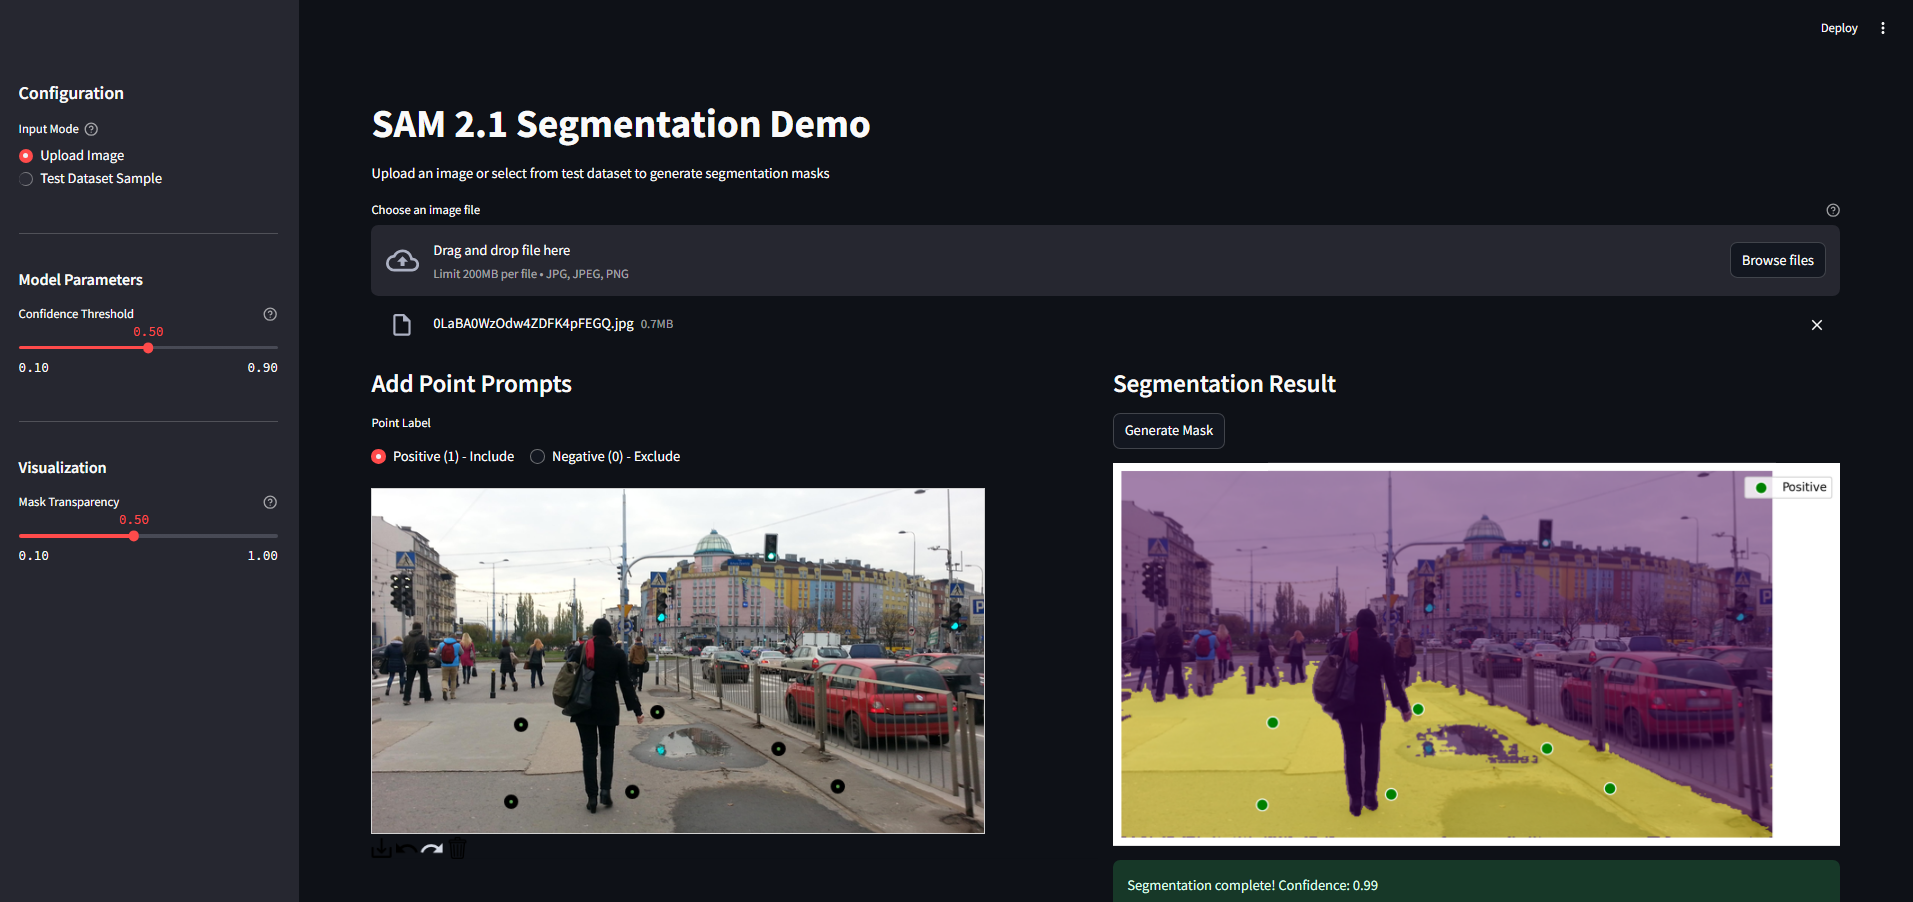 Deploy
Configuration
Input Mode
Upload Image
Test Dataset Sample
Model Parameters
Confidence Threshold
0.50
0.10 0.90
Visualization
Mask Transparency
0.50
0.10 1.00
SAM 2.1 Segmentation Demo
Upload an image or select from test dataset to generate segmentation masks
Choose an image file
Drag and drop file here
Limit 200MB per file • JPG, JPEG, PNG
Browse files
0LaBA0WzOdw4ZDFK4pFEGQ.jpg 0.7MB
Add Point Prompts
Point Label
Positive (1) - Include Negative (0) - Exclude
P
Segmentation Result
Generate Mask
Positive
P
Segmentation complete! Confidence: 0.99